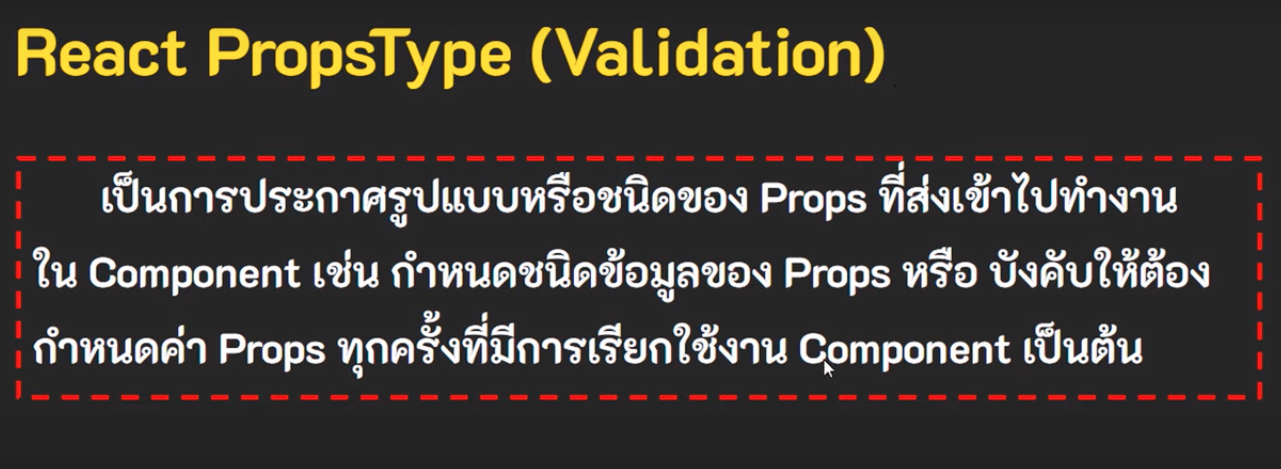 React PropsType (Validation)
เป็นการประกาศรูปแบบหรือชนิดของ Props ที่ส่งเข้าไปทำงาน
ใน Component เช่น กำหนดชนิดข้อมูลของ Props หรือ บังคับให้ต้อง
กำหนดค่า Props ทุกครั้งที่มีการเรียกใช้งาน Component เป็นต้น